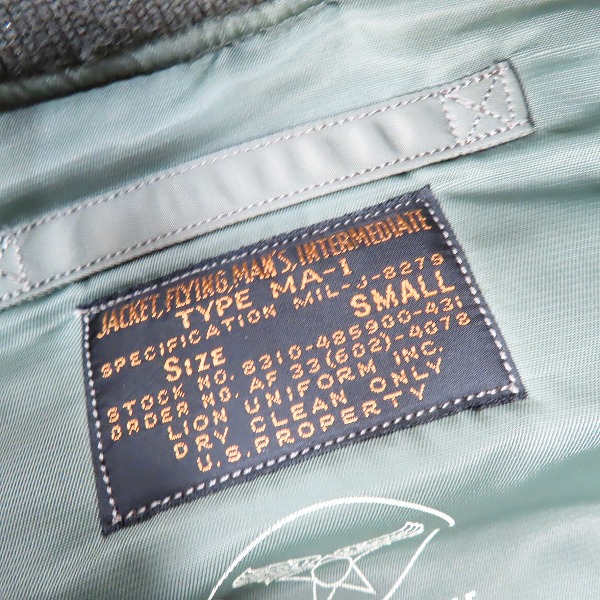 JACKET, FLYING, MAN'S, INTERMEDIATE
TYPE MA-1
SPECIFICATION MIL-J-8279
SIZE SMALL
STOCK NO. 8310-485900-431
ORDER NO. AF 33(602)-4078
LION UNIFORM INC.
DRY CLEAN ONLY
U.S. PROPERTY